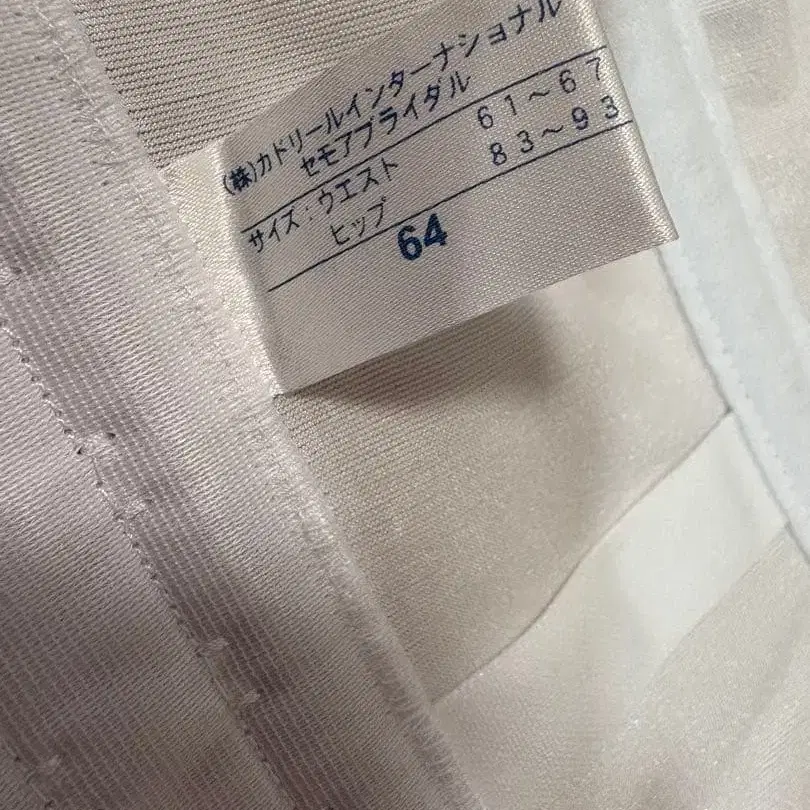 (株)カドリールインターナショナル
セモアブライダル
サイズ:ウエスト 61~67
ヒップ 83~93
64